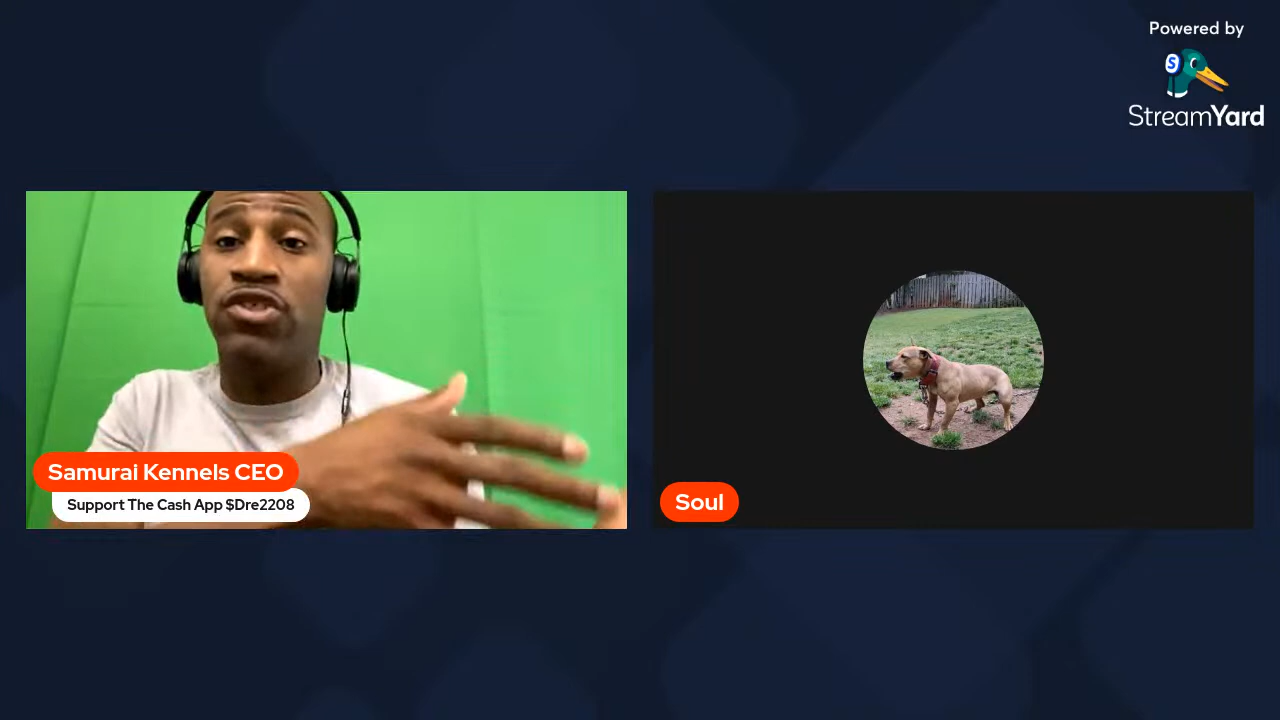 Powered by
S
StreamYard
Samurai Kennels CEO
Support The Cash App $Dre2208
Soul